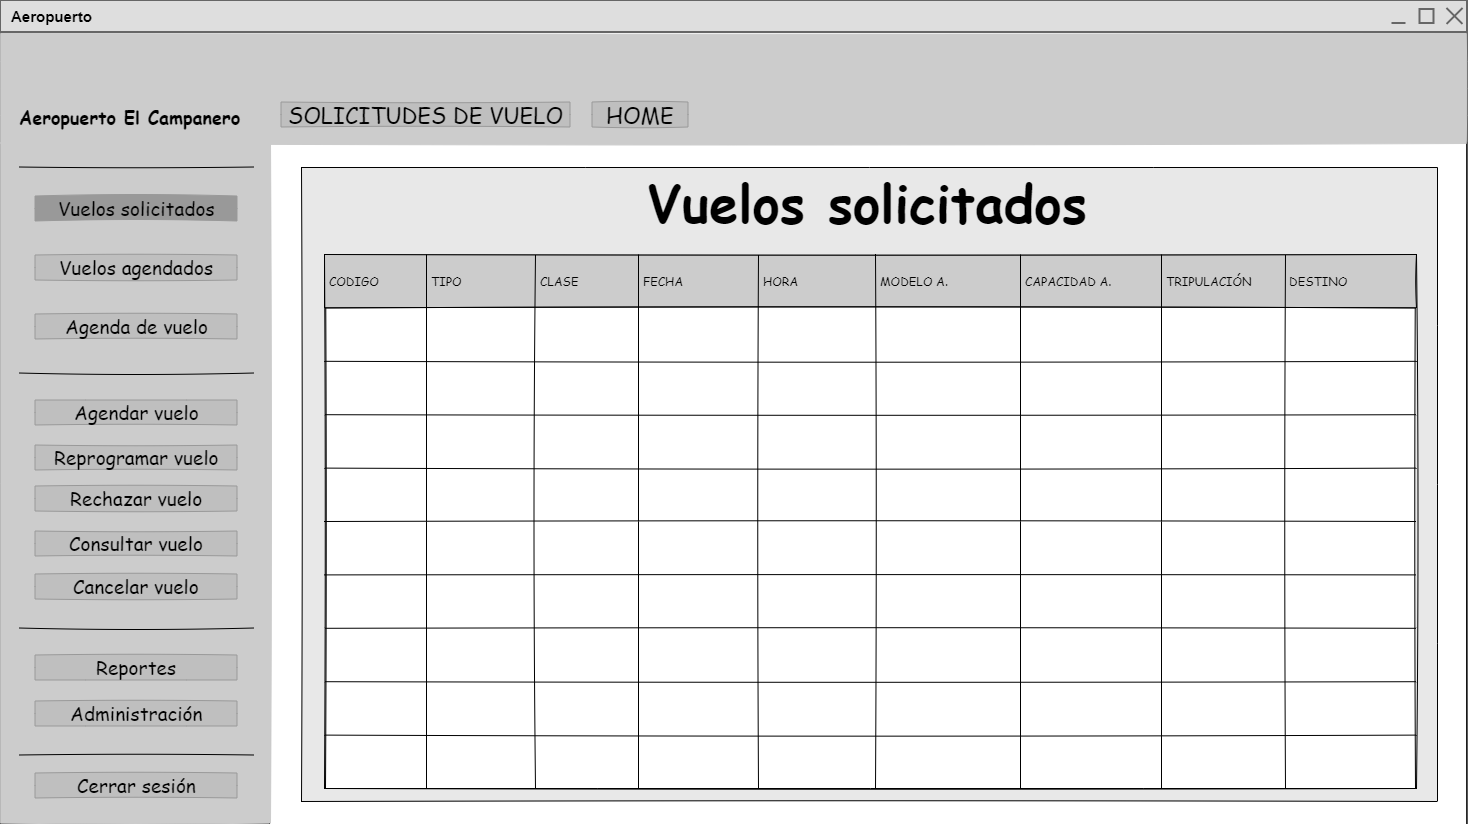 Aeropuerto
Aeropuerto El Campanero
SOLICITUDES DE VUELO
HOME
Vuelos solicitados
Vuelos agendados
Agenda de vuelo
Agendar vuelo
Reprogramar vuelo
Rechazar vuelo
Consultar vuelo
Cancelar vuelo
Reportes
Administración
Cerrar sesión
Vuelos solicitados
CODIGO TIPO CLASE FECHA HORA MODELO A. CAPACIDAD A. TRIPULACIÓN DESTINO